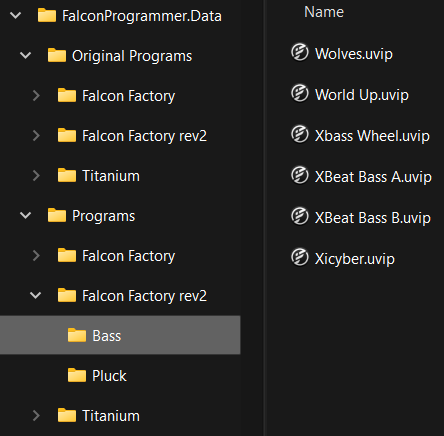 FalconProgrammer.Data
Original Programs
Falcon Factory
Falcon Factory rev2
Titanium
Programs
Falcon Factory
Falcon Factory rev2
Bass
Pluck
Titanium
Name
Wolves.uvip
World Up.uvip
Xbass Wheel.uvip
XBeat Bass A.uvip
XBeat Bass B.uvip
Xicyber.uvip